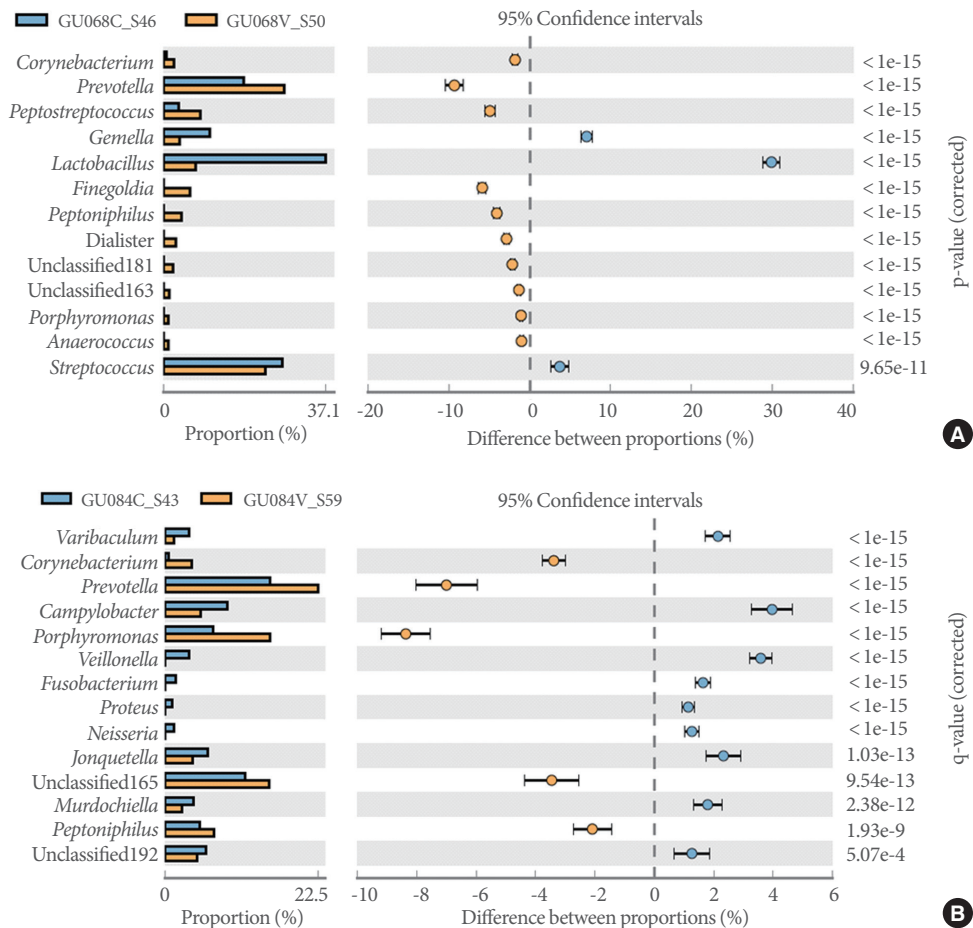 GU068C_S46 GU068V_S50 95% Confidence intervals
Corynebacterium < 1e-15
Prevotella < 1e-15
Peptostreptococcus < 1e-15
Gemella < 1e-15
Lactobacillus < 1e-15
Finegoldia < 1e-15
Peptoniphilus < 1e-15
Dialister < 1e-15
Unclassified181 < 1e-15
Unclassified163 < 1e-15
Porphyromonas < 1e-15
Anaerococcus < 1e-15
Streptococcus 9.65e-11
p-value (corrected)
0 37.1 -20 -10 0 10 20 30 40
Proportion (%) Difference between proportions (%)
A
GU084C_S43 GU084V_S59 95% Confidence intervals
Varibaculum < 1e-15
Corynebacterium < 1e-15
Prevotella < 1e-15
Campylobacter < 1e-15
Porphyromonas < 1e-15
Veillonella < 1e-15
Fusobacterium < 1e-15
Proteus < 1e-15
Neisseria < 1e-15
Jonquetella 1.03e-13
Unclassified165 9.54e-13
Murdochiella 2.38e-12
Peptoniphilus 1.93e-9
Unclassified192 5.07e-4
q-value (corrected)
0 22.5 -10 -8 -6 -4 -2 0 2 4 6
Proportion (%) Difference between proportions (%)
B